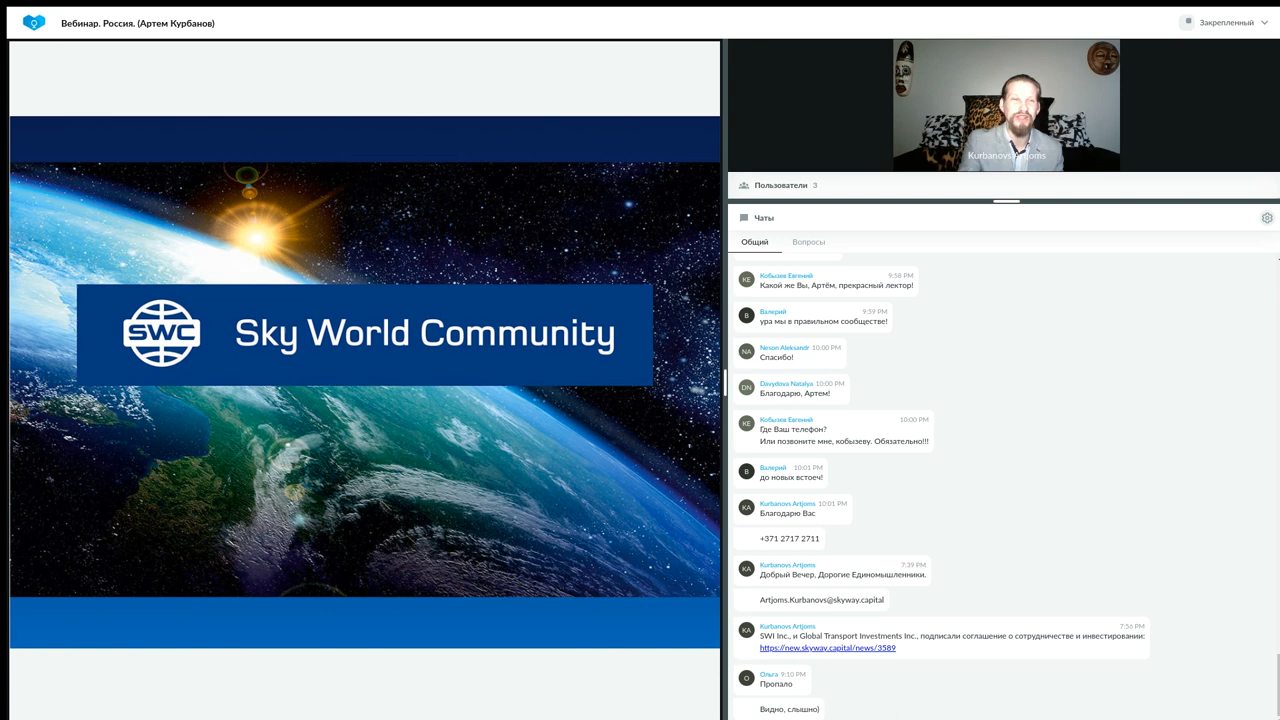 Вебинар. Россия. (Артем Курбанов)
Закрепленный
SWC
Sky World Community
Kurbanovs Artjoms
Пользователи 3
Чаты
Общий Вопросы
KE Кобызев Евгений 9:58 PM
Какой же Вы, Артём, прекрасный лектор!
В Валерий 9:59 PM
ура мы в правильном сообществе!
NA Neson Aleksandr 10:00 PM
Спасибо!
DN Davydova Natalya 10:00 PM
Благодарю, Артем!
KE Кобызев Евгений 10:00 PM
Где Ваш телефон?
Или позвоните мне, кобызеву. Обязательно!!!
В Валерий 10:01 PM
до новых встоеч!
KA Kurbanovs Artjoms 10:01 PM
Благодарю Вас
+371 2717 2711
KA Kurbanovs Artjoms 7:39 PM
Добрый Вечер, Дорогие Единомышленники.
Artjoms.Kurbanovs@skyway.capital
KA Kurbanovs Artjoms 7:56 PM
SWI Inc., и Global Transport Investments Inc., подписали соглашение о сотрудничестве и инвестировании:
https://new.skyway.capital/news/3589
О Ольга 9:10 PM
Пропало
Видно, слышно)